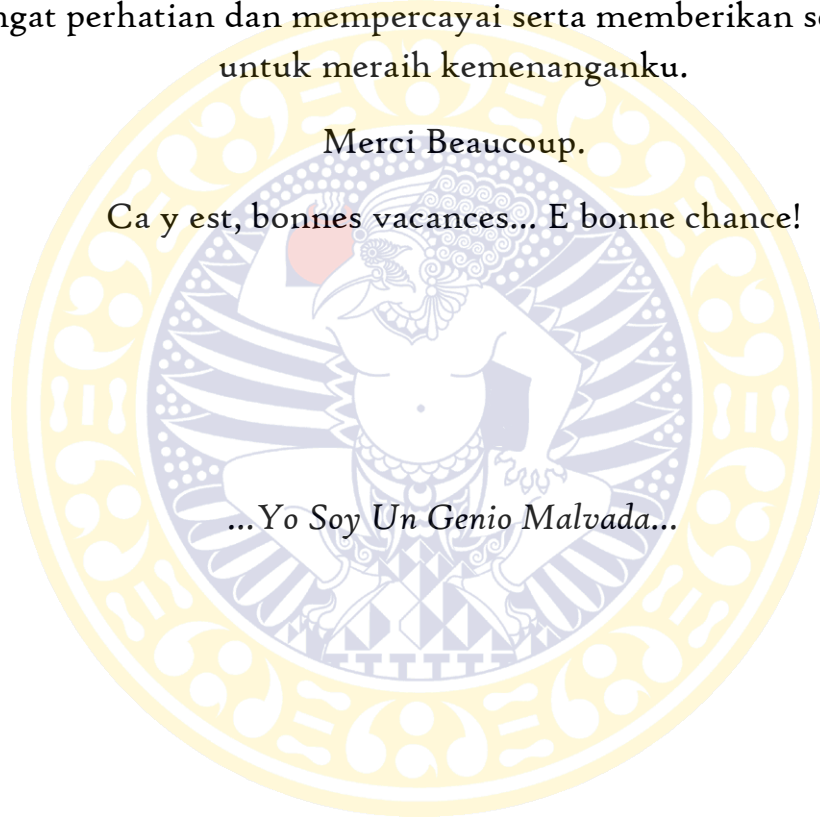 ngat perhatian dan mempercayai serta memberikan se
untuk meraih kemenanganku.
Merci Beaucoup.
Ca y est, bonnes vacances... E bonne chance!
...Yo Soy Un Genio Malvada...